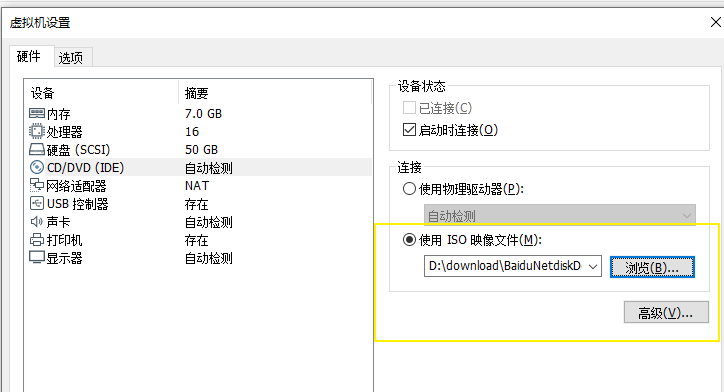 虚拟机设置
硬件 选项
设备 摘要
内存 7.0 GB
处理器 16
硬盘 (SCSI) 50 GB
CD/DVD (IDE) 自动检测
网络适配器 NAT
USB 控制器 存在
声卡 自动检测
打印机 存在
显示器 自动检测
设备状态
已连接(C)
启动时连接(O)
连接
使用物理驱动器(P):
自动检测
使用 ISO 映像文件(M):
D:\download\BaiduNetdiskD
浏览(B)...
高级(V)...